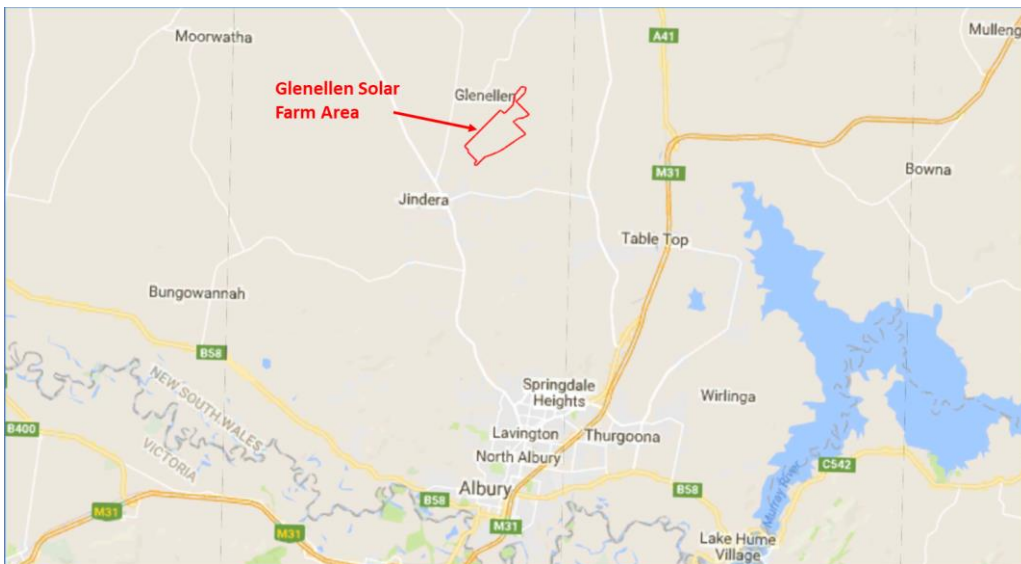 Moorwatha
A41
Mulleng
Glenellen Solar
Farm Area
Glenellen
M31
Bowna
Jindera
Table Top
Bungowannah
B58
NEW SOUTH WALES
VICTORIA
B400
Springdale
Heights
Wirlinga
Lavington
Thurgoona
North Albury
C542
Albury
B58
B58
M31
M31
M31
Murray River
Lake Hume
Village